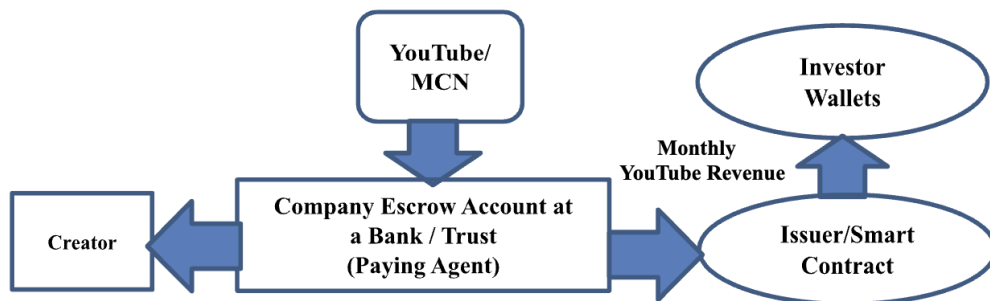 YouTube/
MCN
Investor
Wallets
Monthly
YouTube Revenue
Creator
Company Escrow Account at
a Bank / Trust
(Paying Agent)
Issuer/Smart
Contract